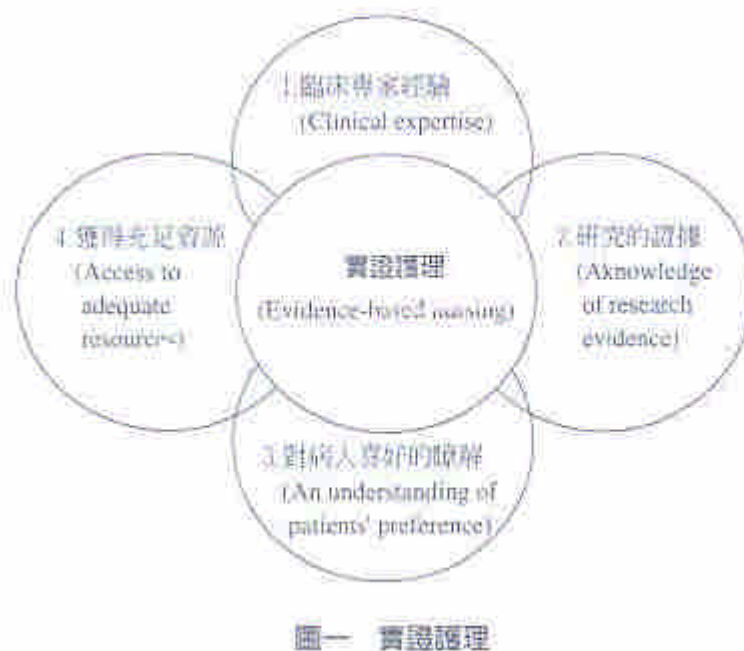 1.臨床專家經驗
(Clinical expertise)
4.獲得充足資源
(Access to
adequate
resources)
實證護理
(Evidence-based nursing)
2.研究的證據
(Aknowledge
of research
evidence)
3.對病人喜好的瞭解
(An understanding of
patients' preference)
圖一 實證護理